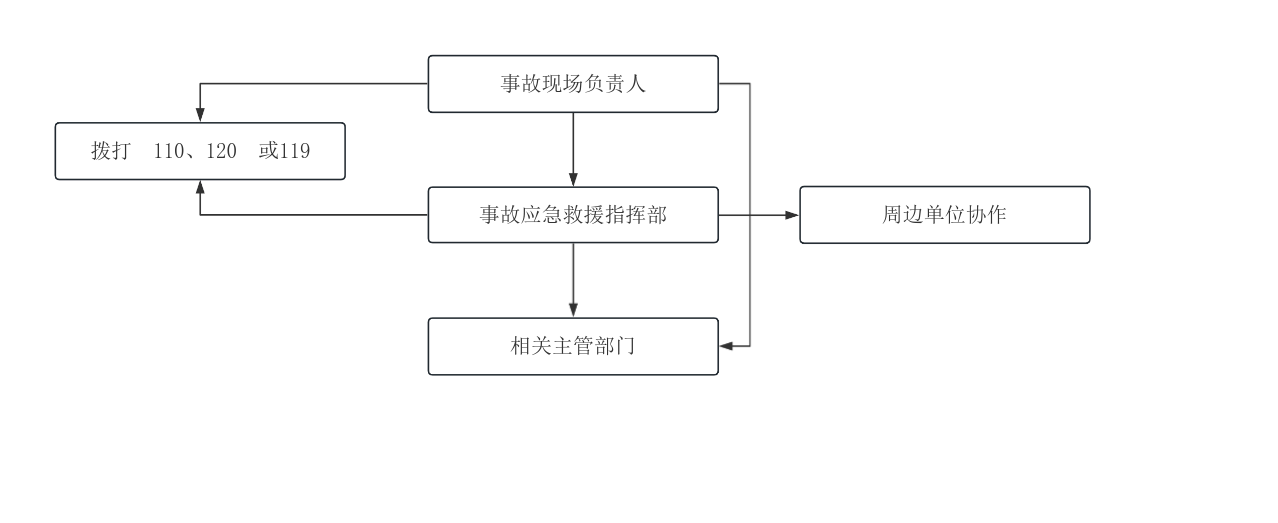 事故现场负责人
拨打　110、120　或119
事故应急救援指挥部
周边单位协作
相关主管部门